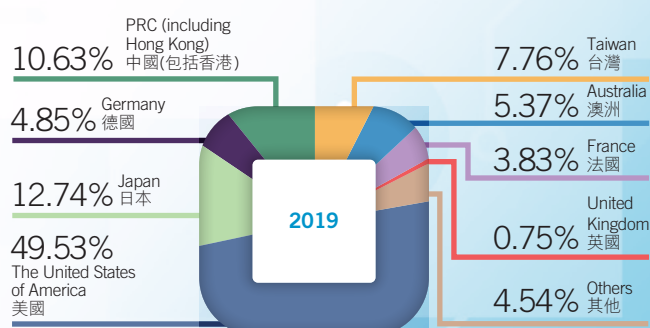 10.63%
PRC (including
Hong Kong)
中國(包括香港)
4.85%
Germany
德國
12.74%
Japan
日本
49.53%
The United States
of America
美國
2019
7.76%
Taiwan
台灣
5.37%
Australia
澳洲
3.83%
France
法國
0.75%
United
Kingdom
英國
4.54%
Others
其他